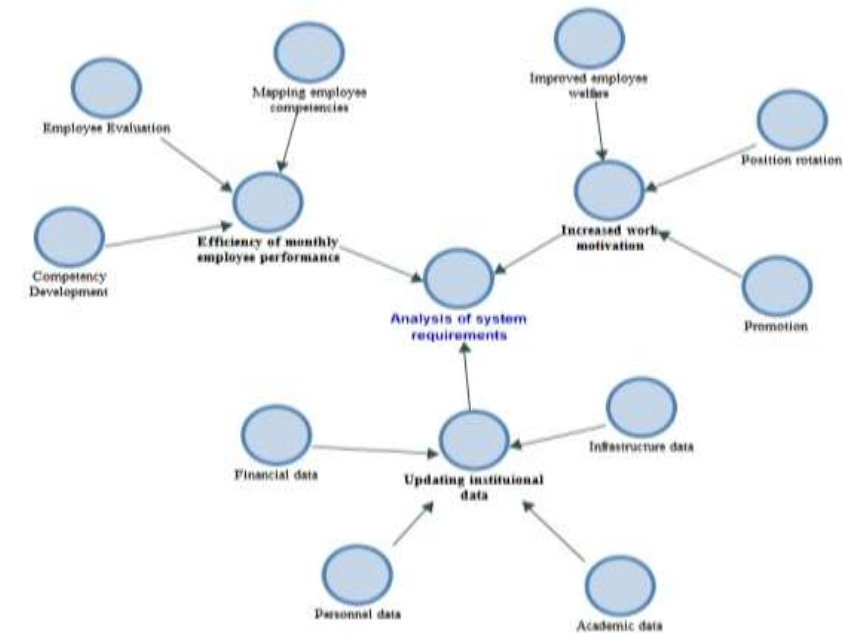 Mapping employee
competencies
Improved employee
welfare
Employee Evaluation
Position rotation
Efficiency of monthly
employee performance
Increased work
motivation
Competency
Development
Analysis of system
requirements
Promotion
Financial data
Updating instituional
data
Infrastructure data
Personnel data
Academic data